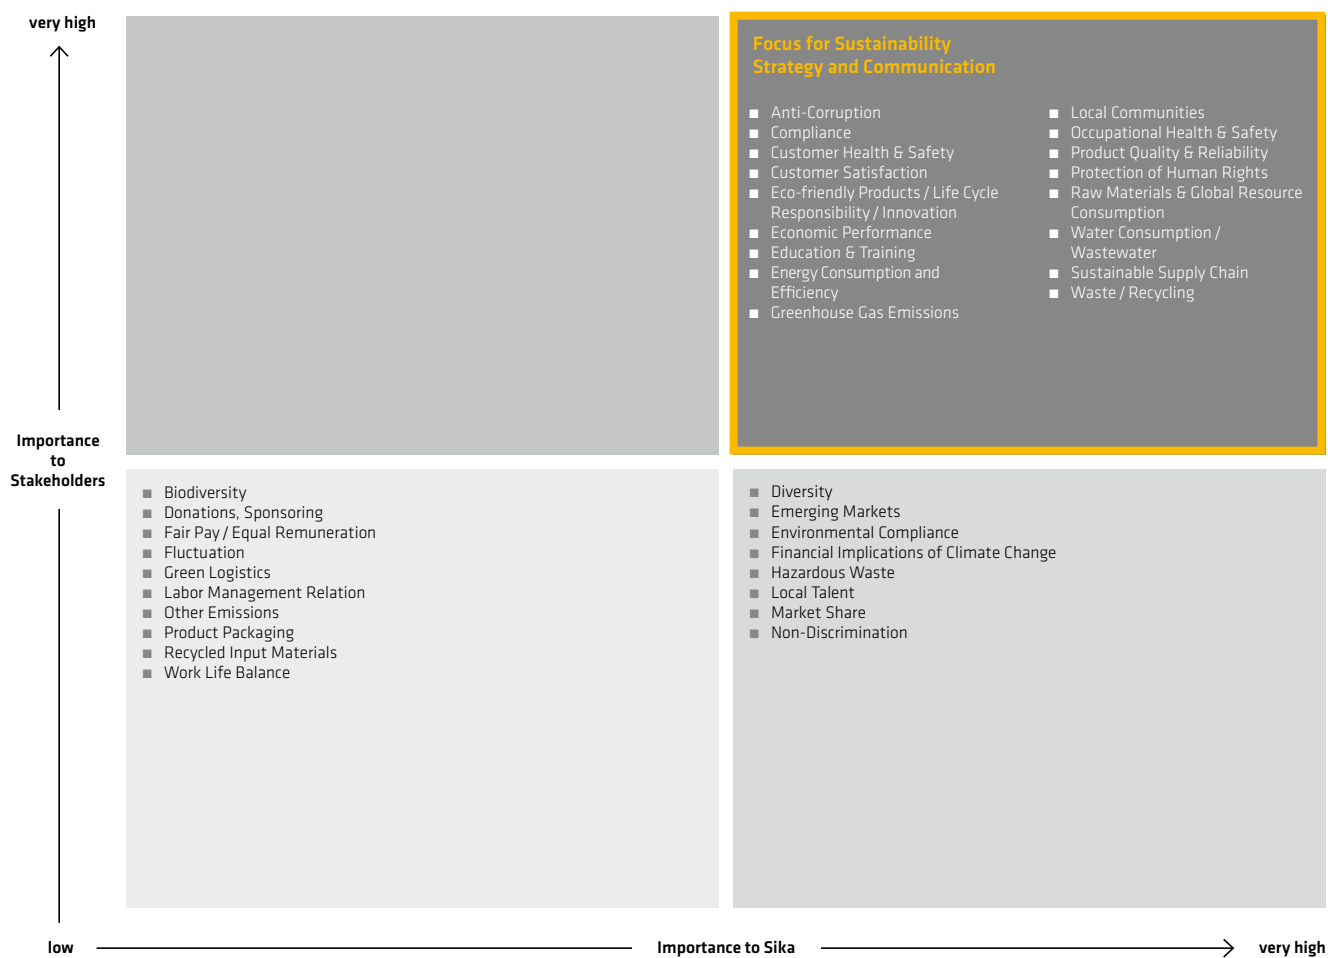 very high
Focus for Sustainability
Strategy and Communication
■ Anti-Corruption
■ Compliance
■ Customer Health & Safety
■ Customer Satisfaction
■ Eco-friendly Products / Life Cycle
Responsibility / Innovation
■ Economic Performance
■ Education & Training
■ Energy Consumption and
Efficiency
■ Greenhouse Gas Emissions
■ Local Communities
■ Occupational Health & Safety
■ Product Quality & Reliability
■ Protection of Human Rights
■ Raw Materials & Global Resource
Consumption
■ Water Consumption /
Wastewater
■ Sustainable Supply Chain
■ Waste / Recycling
Importance
to
Stakeholders
■ Biodiversity
■ Donations, Sponsoring
■ Fair Pay / Equal Remuneration
■ Fluctuation
■ Green Logistics
■ Labor Management Relation
■ Other Emissions
■ Product Packaging
■ Recycled Input Materials
■ Work Life Balance
■ Diversity
■ Emerging Markets
■ Environmental Compliance
■ Financial Implications of Climate Change
■ Hazardous Waste
■ Local Talent
■ Market Share
■ Non-Discrimination
low
Importance to Sika
very high